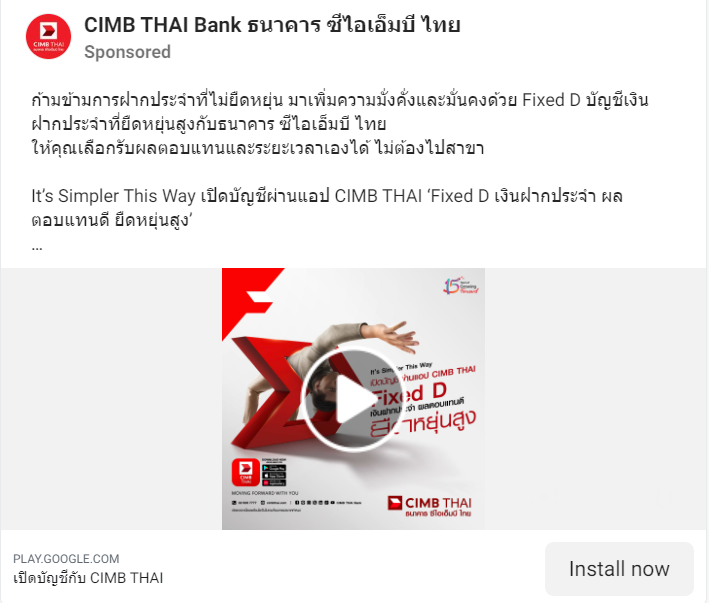 CIMB THAI Bank ธนาคาร ซีไอเอ็มบี ไทย
Sponsored
ก้ามข้ามการฝากประจำที่ไม่ยืดหยุ่น มาเพิ่มความมั่งคั่งและมั่นคงด้วย Fixed D บัญชีเงิน
ฝากประจำที่ยืดหยุ่นสูงกับธนาคาร ซีไอเอ็มบี ไทย
ให้คุณเลือกรับผลตอบแทนและระยะเวลาเองได้ ไม่ต้องไปสาขา
It’s Simpler This Way เปิดบัญชีผ่านแอป CIMB THAI ‘Fixed D เงินฝากประจำ ผล
ตอบแทนดี ยืดหยุ่นสูง’
...
15
It's Simpler This Way
เปิดบัญชีผ่านแอป CIMB THAI
Fixed D
เงินฝากประจำ ผลตอบแทนดี
หยุ่นสูง
CIMB
THAI
MOVING FORWARD WITH YOU
CIMB THAI Bank
CIMB THAI
ธนาคาร ซีไอเอ็มบี ไทย
PLAY.GOOGLE.COM
เปิดบัญชีกับ CIMB THAI
Install now